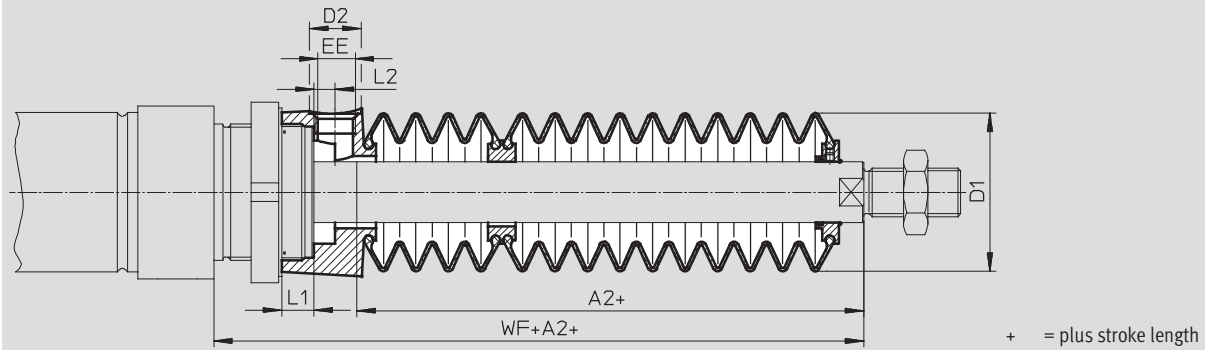 D2
EE
L2
D1
L1
A2+
WF+A2+
+ = plus stroke length